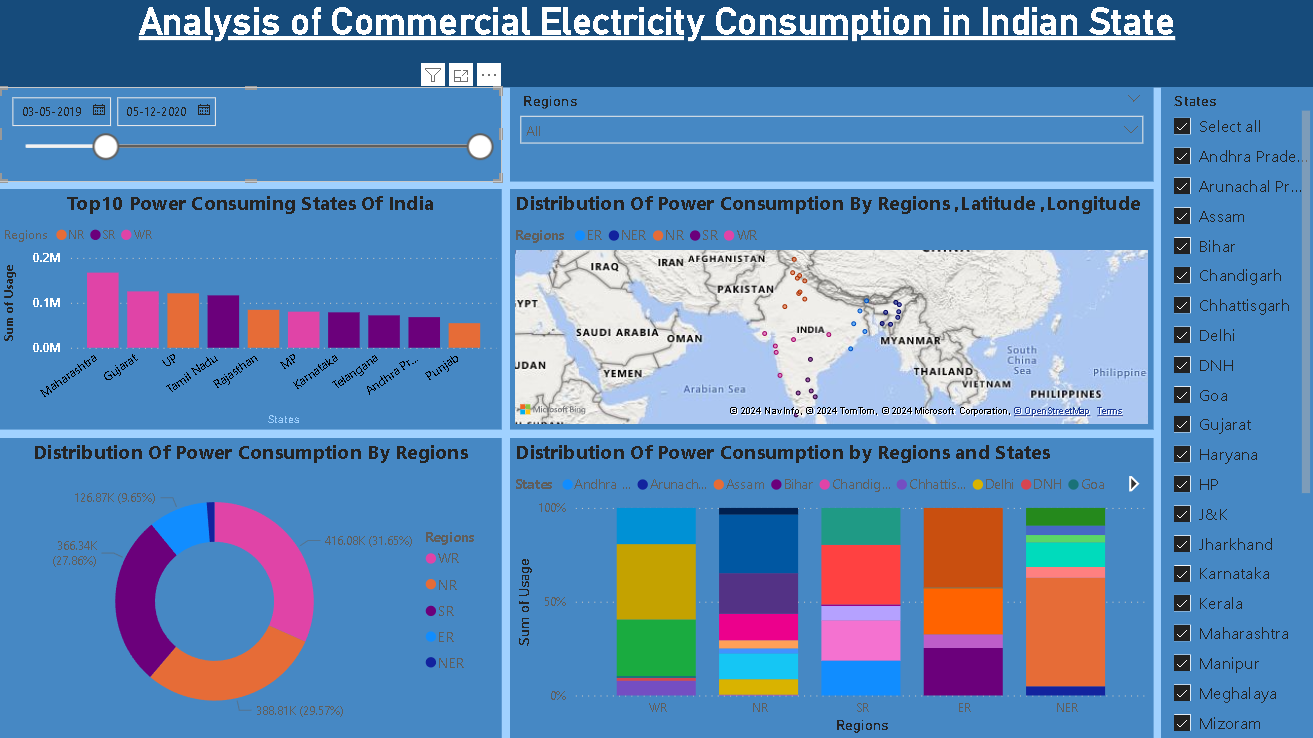 Analysis of Commercial Electricity Consumption in Indian State
03-05-2019
05-12-2020
Regions
All
States
Select all
Andhra Prade...
Arunachal Pr...
Assam
Bihar
Chandigarh
Chhattisgarh
Delhi
DNH
Goa
Gujarat
Haryana
HP
J&K
Jharkhand
Karnataka
Kerala
Maharashtra
Manipur
Meghalaya
Mizoram
Top10 Power Consuming States Of India
Regions NR SR WR
Sum of Usage
0.2M
0.1M
0.0M
Maharashtra
Gujarat
UP
Tamil Nadu
Rajasthan
MP
Karnataka
Telangana
Andhra Pr...
Punjab
States
Distribution Of Power Consumption By Regions ,Latitude ,Longitude
Regions ER NER NR SR WR
CHINA
IRAQ
IRAN
AFGHANISTAN
PAKISTAN
YPT
SAUDI ARABIA
OMAN
INDIA
MYANMAR
UDAN
YEMEN
Arabian Sea
THAILAND
VIETNAM
South
China
Sea
Philippine
PHILIPPINES
Microsoft Bing
© 2024 NavInfo, © 2024 TomTom, © 2024 Microsoft Corporation, © OpenStreetMap Terms
Distribution Of Power Consumption By Regions
126.87K (9.65%)
366.34K
(27.86%)
416.08K (31.65%)
388.81K (29.57%)
Regions
WR
NR
SR
ER
NER
Distribution Of Power Consumption by Regions and States
States Andhra ... Arunach... Assam Bihar Chandig... Chhattis... Delhi DNH Goa
Sum of Usage
100%
50%
0%
WR NR SR ER NER
Regions